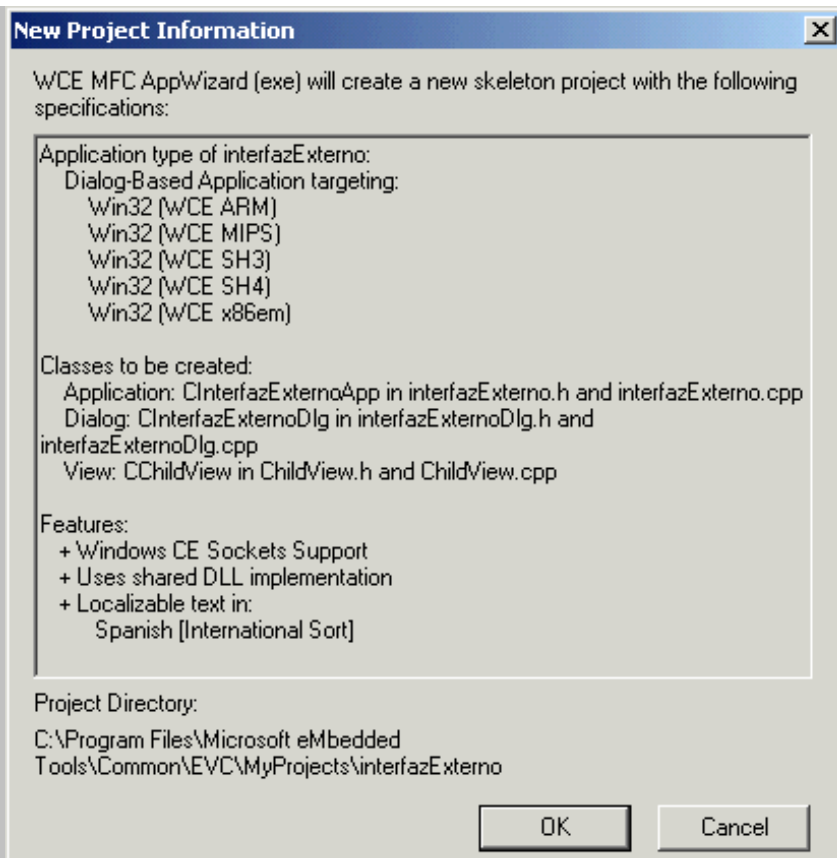 New Project Information
WCE MFC AppWizard (exe) will create a new skeleton project with the following
specifications:
Application type of interfazExterno:
Dialog-Based Application targeting:
Win32 (WCE ARM)
Win32 (WCE MIPS)
Win32 (WCE SH3)
Win32 (WCE SH4)
Win32 (WCE x86em)
Classes to be created:
Application: CInterfazExternoApp in interfazExterno.h and interfazExterno.cpp
Dialog: CInterfazExternoDlg in interfazExternoDlg.h and
interfazExternoDlg.cpp
View: CChildView in ChildView.h and ChildView.cpp
Features:
+ Windows CE Sockets Support
+ Uses shared DLL implementation
+ Localizable text in:
Spanish [International Sort]
Project Directory:
C:\Program Files\Microsoft eMbedded
Tools\Common\EVC\MyProjects\interfazExterno
OK Cancel